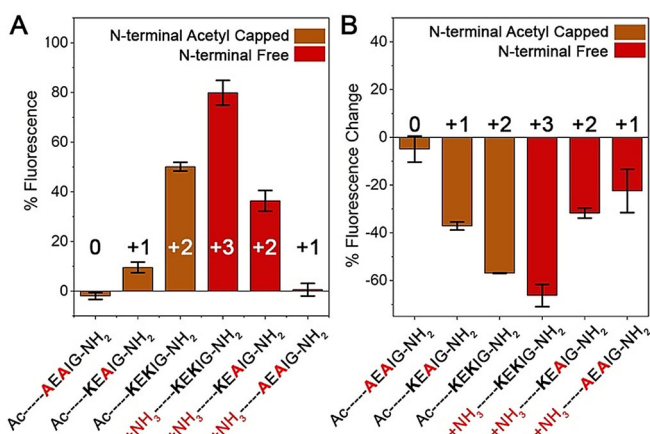 A
N-terminal Acetyl Capped
N-terminal Free
% Fluorescence
100
80
60
40
20
0
0
+1
+2
+3
+2
+1
Ac-----AEAIG-NH2
Ac-----KEAIG-NH2
Ac-----KEKIG-NH2
+NH3-----KEKIG-NH2
+NH3-----KEAIG-NH2
+NH3-----AEAIG-NH2
B
N-terminal Acetyl Capped
N-terminal Free
% Fluorescence Change
40
20
0
-20
-40
-60
0
+1
+2
+3
+2
+1
Ac-----AEAIG-NH2
Ac-----KEAIG-NH2
Ac-----KEKIG-NH2
+NH3-----KEKIG-NH2
+NH3-----KEAIG-NH2
+NH3-----AEAIG-NH2